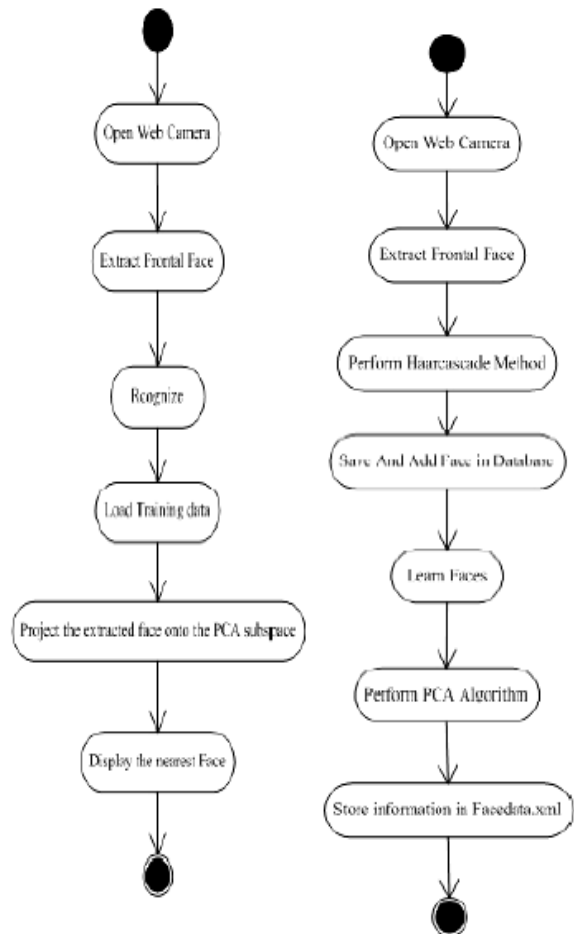 Open Web Camera
Extract Frontal Face
Rcognize
Load Training data
Project the extracted face onto the PCA subspace
Display the nearest Face
Open Web Camera
Extract Frontal Face
Perform Haarcascade Method
Save And Add Face in Database
Learn Faces
Perform PCA Algorithm
Store information in Facedata.xml